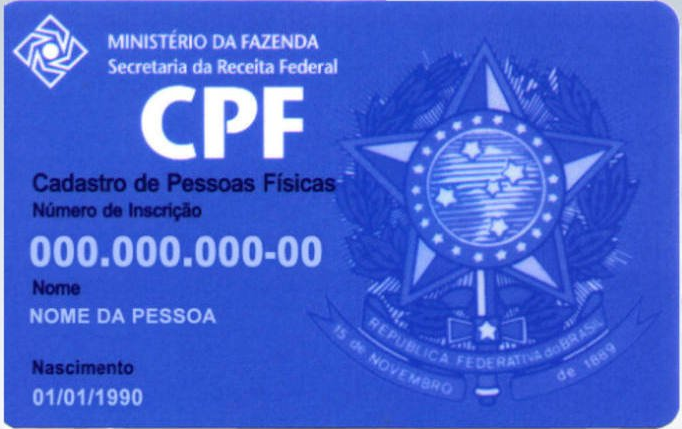 MINISTÉRIO DA FAZENDA
Secretaria da Receita Federal
CPF
Cadastro de Pessoas Físicas
Número de Inscrição
000.000.000-00
Nome
NOME DA PESSOA
Nascimento
01/01/1990
REPUBLICA FEDERATIVA do BRASIL
15 de NOVEMBRO de 1889